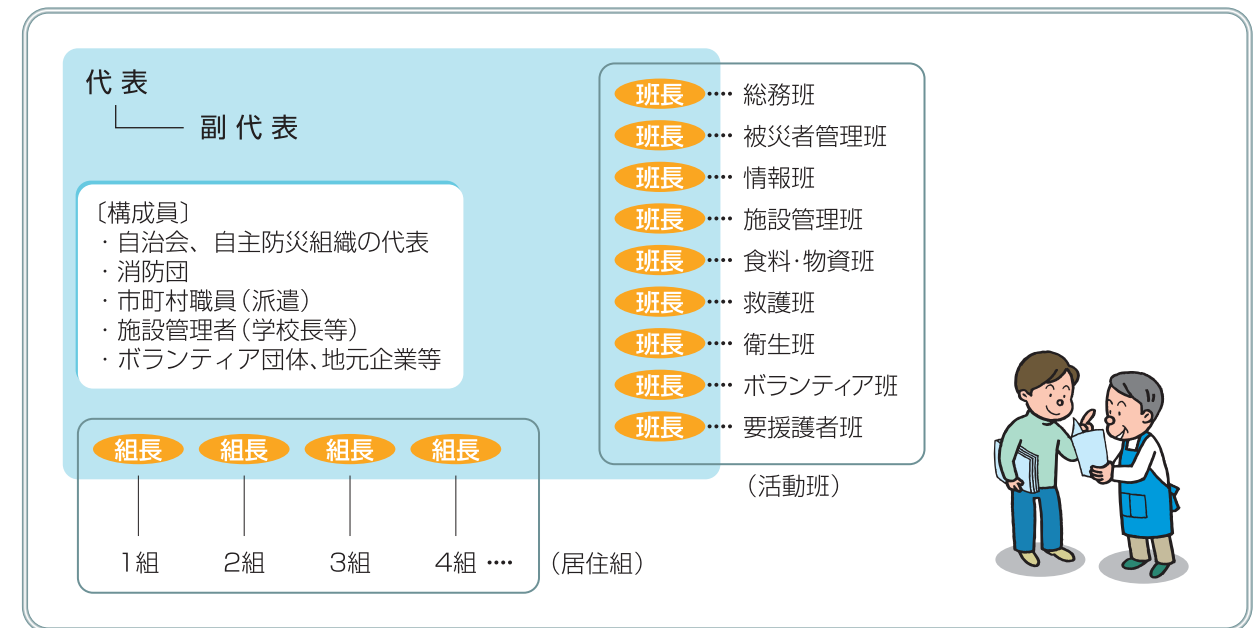 代表
副代表
〔構成員〕
・自治会、自主防災組織の代表
・消防団
・市町村職員（派遣）
・施設管理者（学校長等）
・ボランティア団体、地元企業等
班長‥‥総務班
班長‥‥被災者管理班
班長‥‥情報班
班長‥‥施設管理班
班長‥‥食料・物資班
班長‥‥救護班
班長‥‥衛生班
班長‥‥ボランティア班
班長‥‥要援護者班
（活動班）
組長 組長 組長 組長
1組 2組 3組 4組‥‥（居住組）